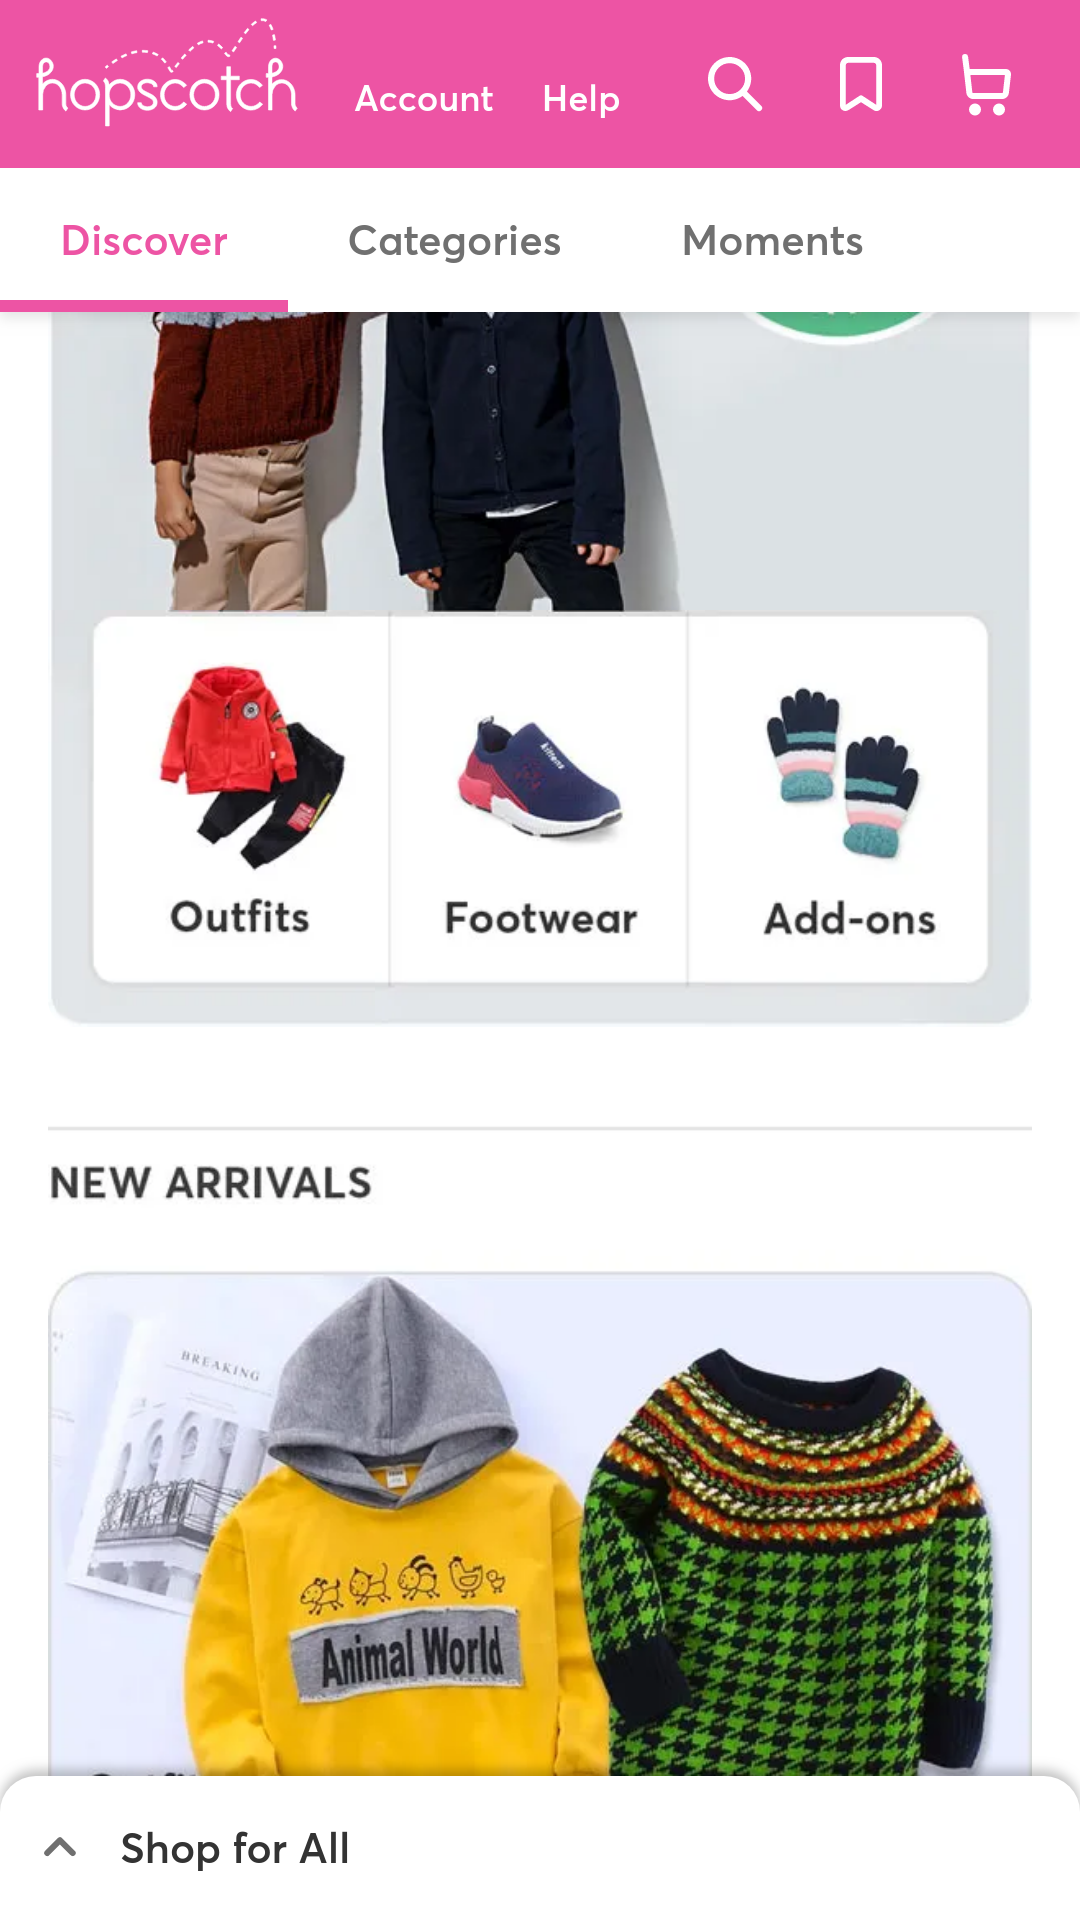 hopscotch Account Help
Discover Categories Moments
kittens
Outfits Footwear Add-ons
NEW ARRIVALS
BREAKING
Animal World
Shop for All